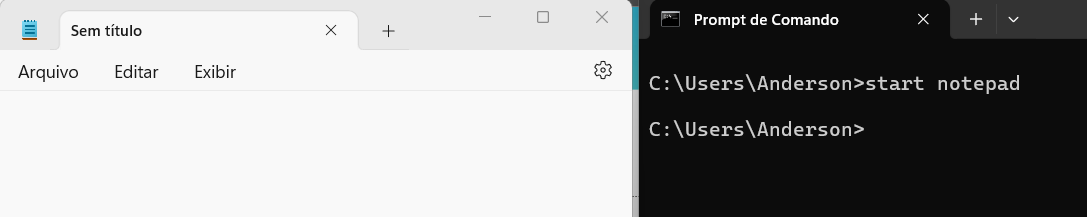 Sem título
Arquivo Editar Exibir
Prompt de Comando
C:\Users\Anderson>start notepad
C:\Users\Anderson>